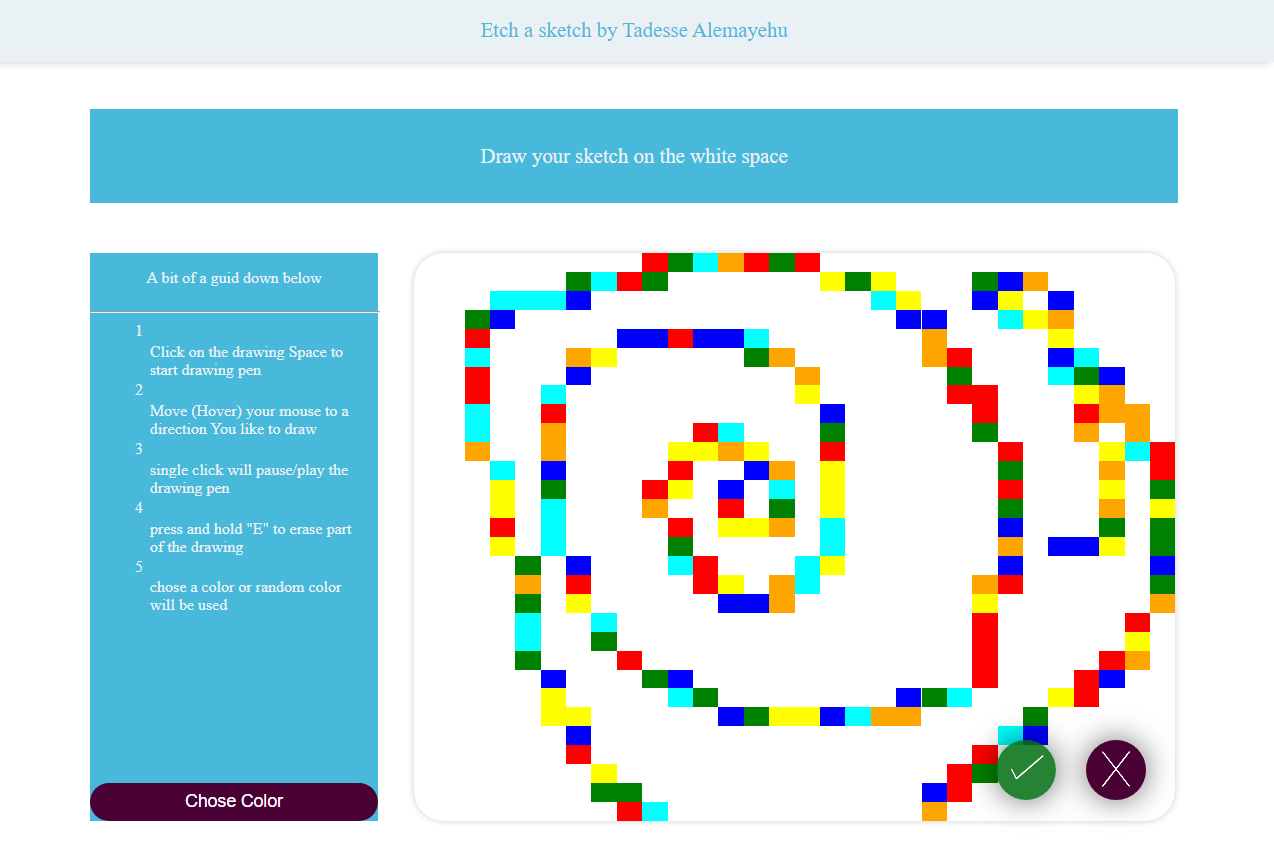 Etch a sketch by Tadesse Alemayehu
Draw your sketch on the white space
A bit of a guid down below
1
Click on the drawing Space to
start drawing pen
2
Move (Hover) your mouse to a
direction You like to draw
3
single click will pause/play the
drawing pen
4
press and hold "E" to erase part
of the drawing
5
chose a color or random color
will be used
Chose Color